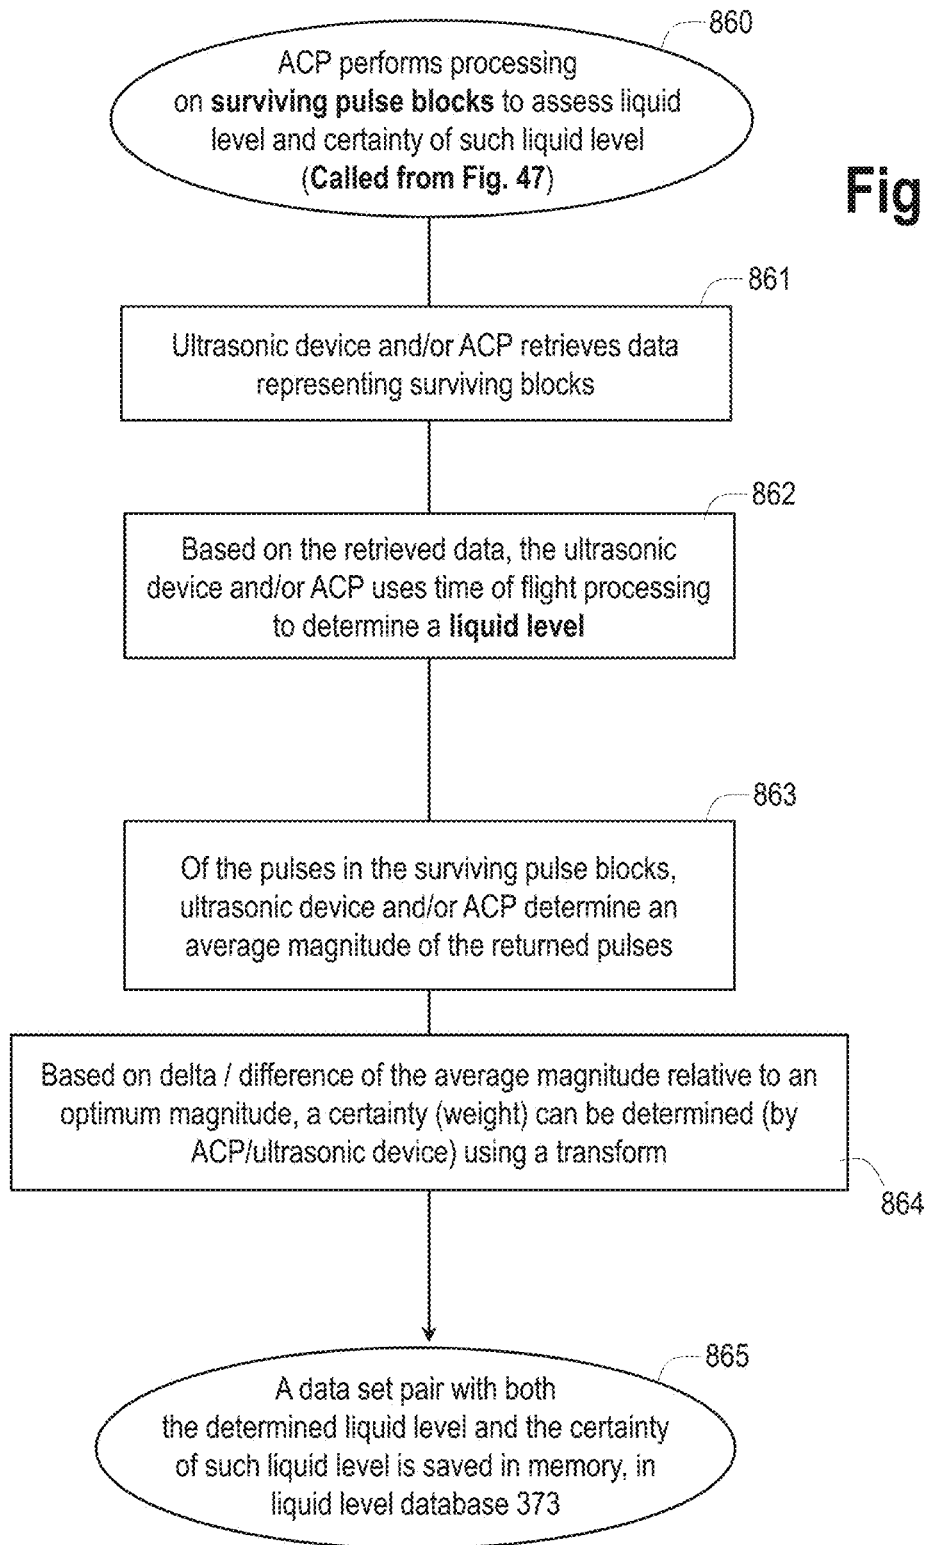 860
ACP performs processing
on surviving pulse blocks to assess liquid
level and certainty of such liquid level
(Called from Fig. 47)
Fig
861
Ultrasonic device and/or ACP retrieves data
representing surviving blocks
862
Based on the retrieved data, the ultrasonic
device and/or ACP uses time of flight processing
to determine a liquid level
863
Of the pulses in the surviving pulse blocks,
ultrasonic device and/or ACP determine an
average magnitude of the returned pulses
Based on delta / difference of the average magnitude relative to an
optimum magnitude, a certainty (weight) can be determined (by
ACP/ultrasonic device) using a transform
864
865
A data set pair with both
the determined liquid level and the certainty
of such liquid level is saved in memory, in
liquid level database 373